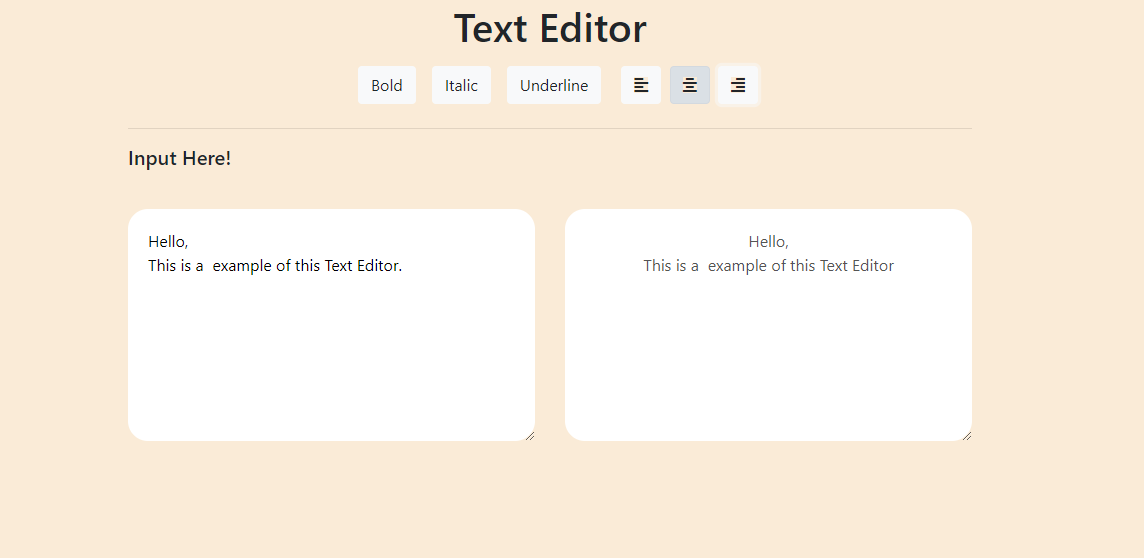 Text Editor
Bold Italic Underline
Input Here!
Hello,
This is a  example of this Text Editor.
Hello,
This is a  example of this Text Editor